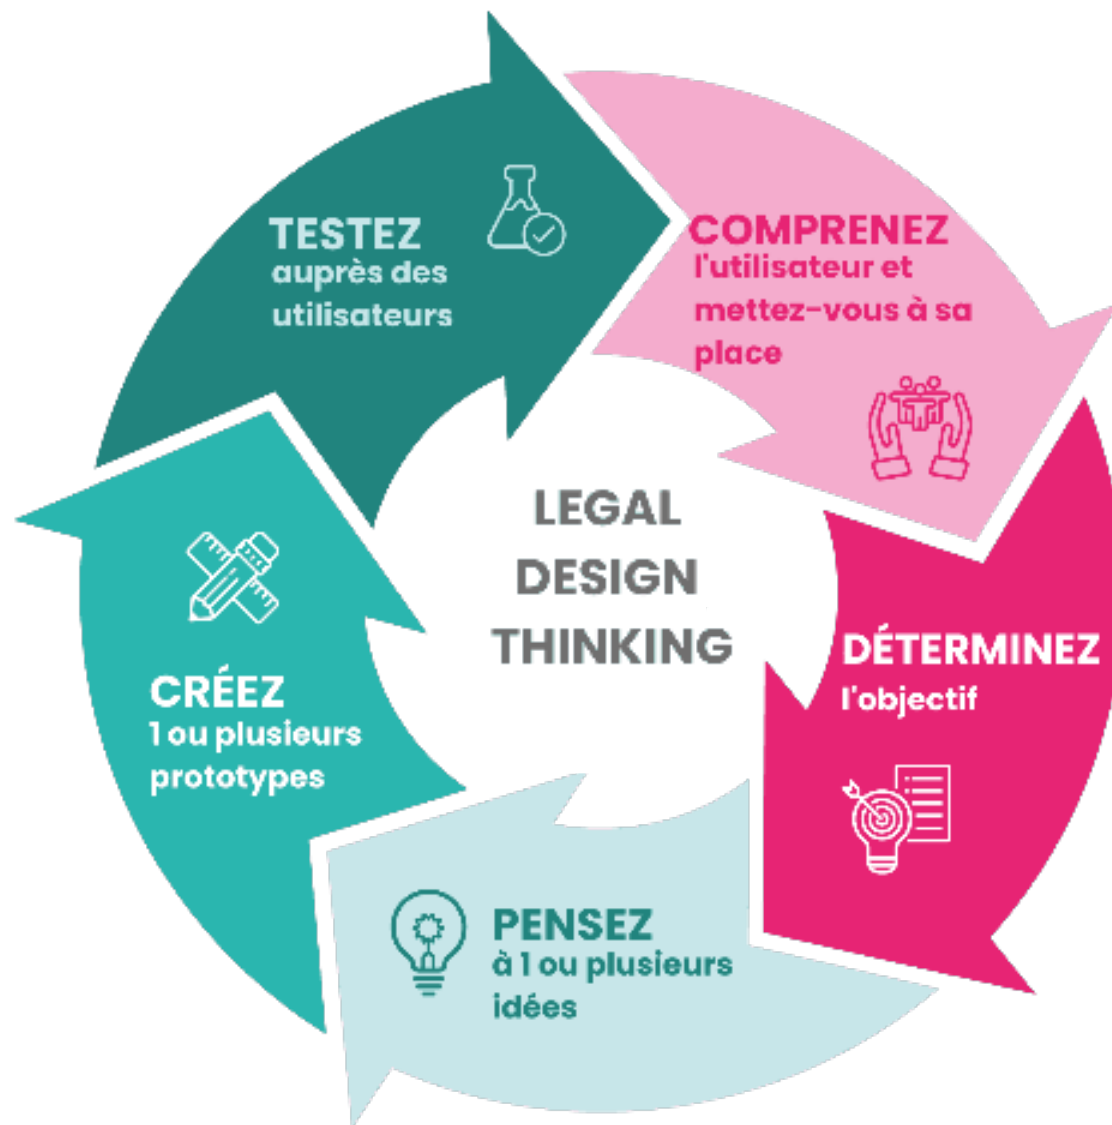 TESTEZ
auprès des
utilisateurs
COMPRENEZ
l'utilisateur et
mettez-vous à sa
place
LEGAL
DESIGN
THINKING
DÉTERMINEZ
l'objectif
PENSEZ
à 1 ou plusieurs
idées
CRÉEZ
1 ou plusieurs
prototypes